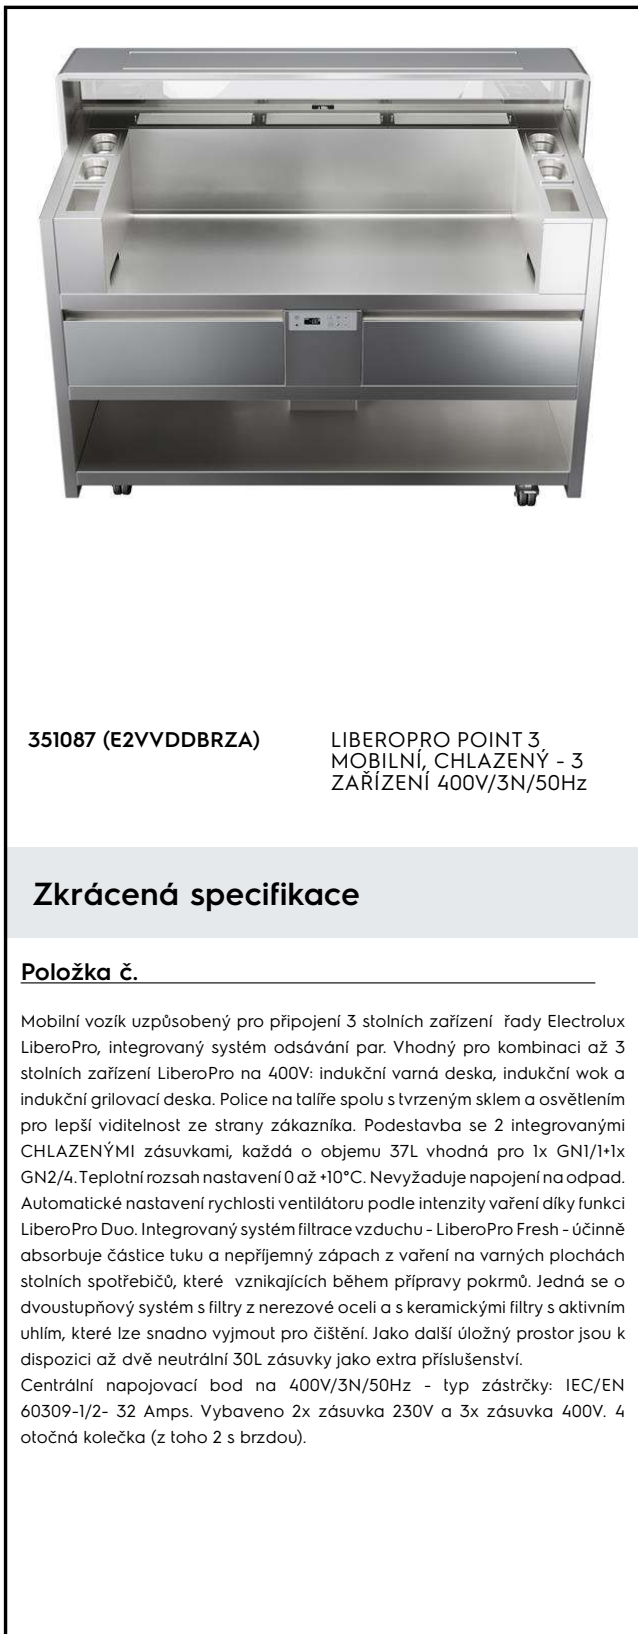 351087 (E2VVDDBRZA)
LIBEROPRO POINT 3
MOBILNÍ, CHLAZENÝ - 3
ZAŘÍZENÍ 400V/3N/50Hz
Zkrácená specifikace
Položka č.
Mobilní vozík uzpůsobený pro připojení 3 stolních zařízení řady Electrolux
LiberoPro, integrovaný systém odsávání par. Vhodný pro kombinaci až 3
stolních zařízení LiberoPro na 400V: indukční varná deska, indukční wok a
indukční grilovací deska. Police na talíře spolu s tvrzeným sklem a osvětlením
pro lepší viditelnost ze strany zákazníka. Podestavba se 2 integrovanými
CHLAZENÝMI zásuvkami, každá o objemu 37L vhodná pro 1x GN1/1+1x
GN2/4. Teplotní rozsah nastavení 0 až +10°C. Nevyžaduje napojení na odpad.
Automatické nastavení rychlosti ventilátoru podle intenzity vaření díky funkci
LiberoPro Duo. Integrovaný systém filtrace vzduchu - LiberoPro Fresh - účinně
absorbuje částice tuku a nepříjemný zápach z vaření na varných plochách
stolních spotřebičů, které vznikajících během přípravy pokrmů. Jedná se o
dvoustupňový systém s filtry z nerezové oceli a s keramickými filtry s aktivním
uhlím, které lze snadno vyjmout pro čištění. Jako další úložný prostor jsou k
dispozici až dvě neutrální 30L zásuvky jako extra příslušenství.
Centrální napojovací bod na 400V/3N/50Hz - typ zástrčky: IEC/EN
60309-1/2- 32 Amps. Vybaveno 2x zásuvka 230V a 3x zásuvka 400V. 4
otočná kolečka (z toho 2 s brzdou).